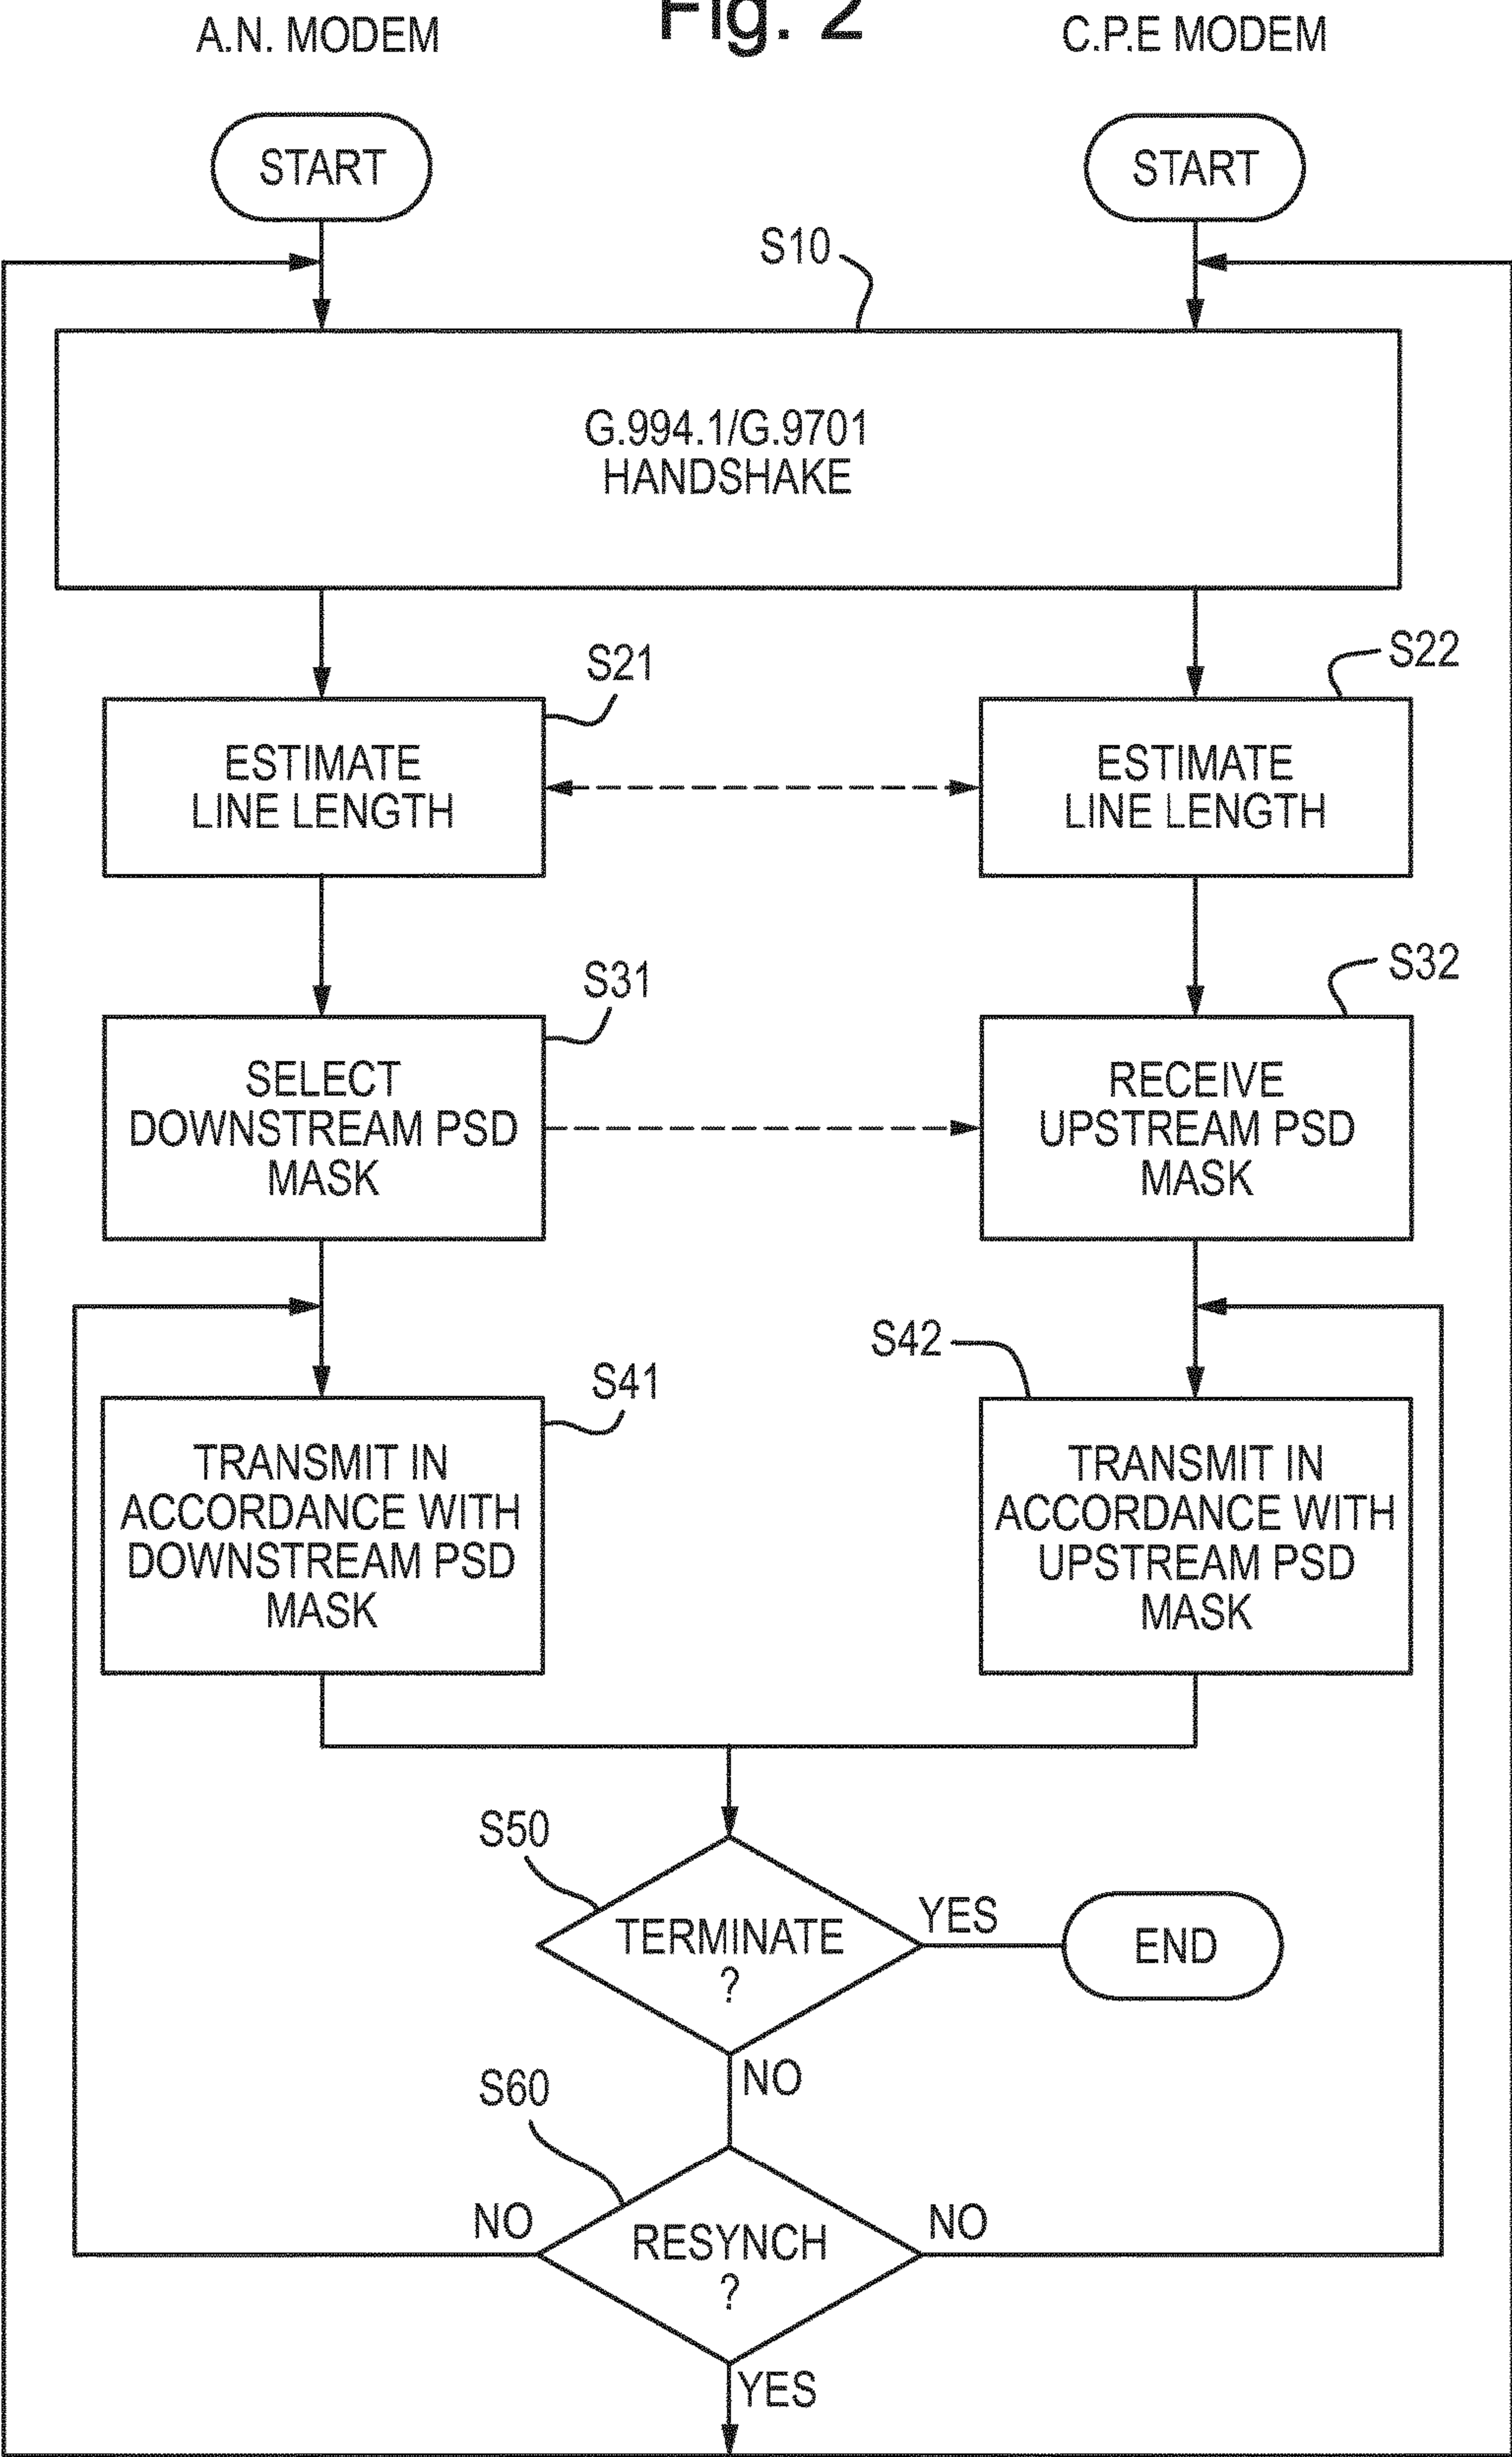 Fig. 2
A.N. MODEM
C.P.E MODEM
START
START
S10
G.994.1/G.9701
HANDSHAKE
S21
S22
ESTIMATE
LINE LENGTH
ESTIMATE
LINE LENGTH
S31
S32
SELECT
DOWNSTREAM PSD
MASK
RECEIVE
UPSTREAM PSD
MASK
S41
S42
TRANSMIT IN
ACCORDANCE WITH
DOWNSTREAM PSD
MASK
TRANSMIT IN
ACCORDANCE WITH
UPSTREAM PSD
MASK
S50
TERMINATE
?
YES
END
NO
S60
NO
RESYNCH
?
NO
YES